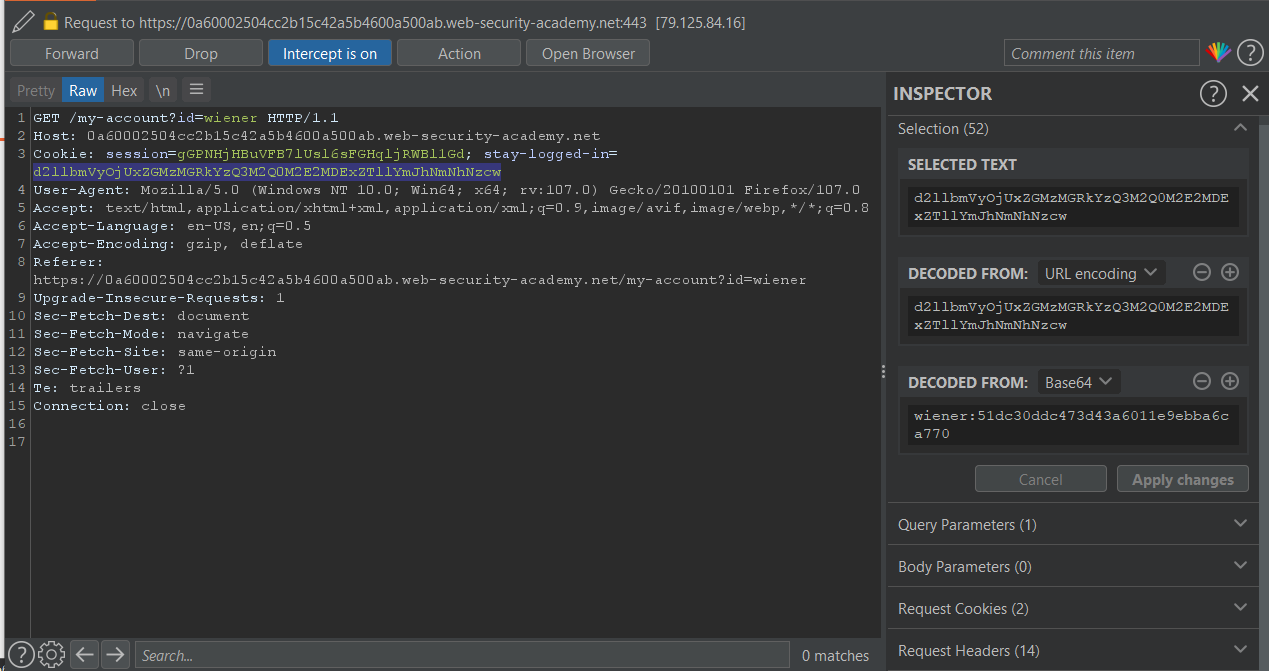 Request to https://0a60002504cc2b15c42a5b4600a500ab.web-security-academy.net:443 [79.125.84.16]
Forward Drop Intercept is on Action Open Browser Comment this item ?
Pretty Raw Hex \n
1 GET /my-account?id=wiener HTTP/1.1
2 Host: 0a60002504cc2b15c42a5b4600a500ab.web-security-academy.net
3 Cookie: session=gGPNHjHBuVFB7lUsl6sFGHqljRWBllGd; stay-logged-in=
d2llbmVyOjUxZGMzMGRkYzQ3M2Q0M2E2MDExZTllYmJhNmNhNzcw
4 User-Agent: Mozilla/5.0 (Windows NT 10.0; Win64; x64; rv:107.0) Gecko/20100101 Firefox/107.0
5 Accept: text/html,application/xhtml+xml,application/xml;q=0.9,image/avif,image/webp,*/*;q=0.8
6 Accept-Language: en-US,en;q=0.5
7 Accept-Encoding: gzip, deflate
8 Referer:
https://0a60002504cc2b15c42a5b4600a500ab.web-security-academy.net/my-account?id=wiener
9 Upgrade-Insecure-Requests: 1
10 Sec-Fetch-Dest: document
11 Sec-Fetch-Mode: navigate
12 Sec-Fetch-Site: same-origin
13 Sec-Fetch-User: ?1
14 Te: trailers
15 Connection: close
16
17
? Search... 0 matches
INSPECTOR ?
Selection (52)
SELECTED TEXT
d2llbmVyOjUxZGMzMGRkYzQ3M2Q0M2E2MDE
xZTllYmJhNmNhNzcw
DECODED FROM: URL encoding
d2llbmVyOjUxZGMzMGRkYzQ3M2Q0M2E2MDE
xZTllYmJhNmNhNzcw
DECODED FROM: Base64
wiener:51dc30ddc473d43a6011e9ebba6c
a770
Cancel Apply changes
Query Parameters (1)
Body Parameters (0)
Request Cookies (2)
Request Headers (14)